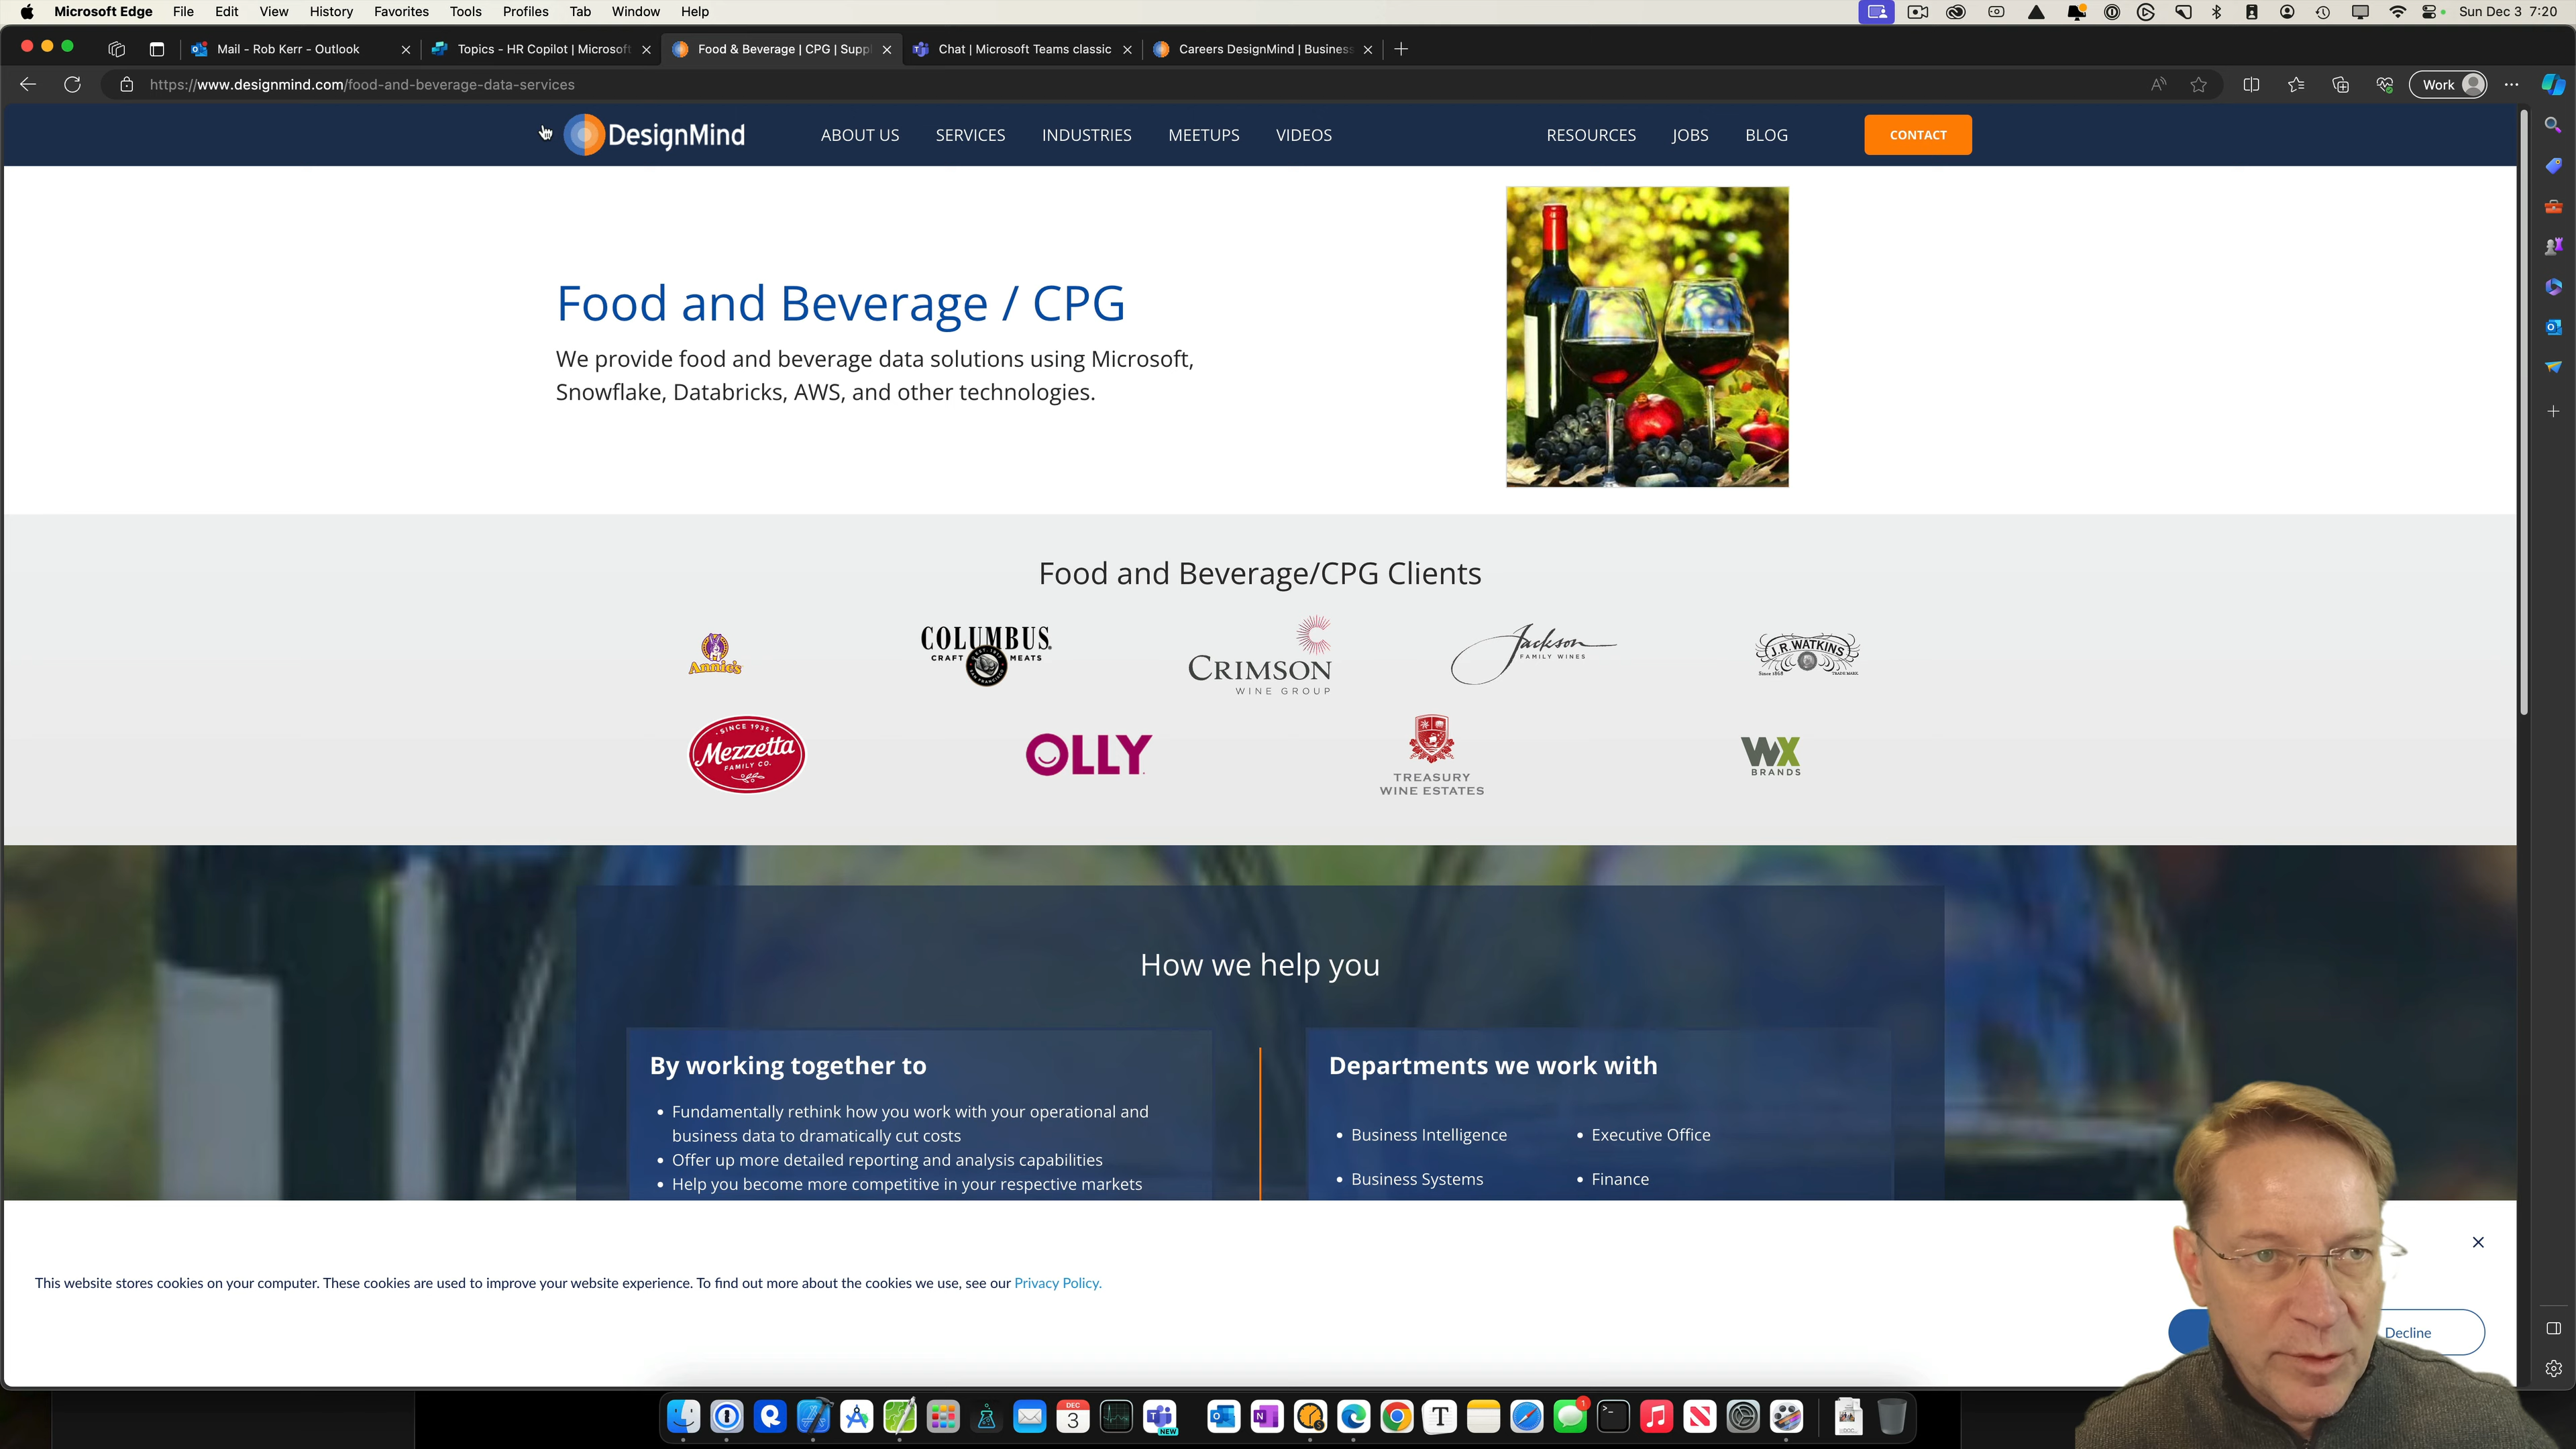 Microsoft Edge File Edit View History Favorites Tools Profiles Tab Window Help Sun Dec 3 7:20
Mail - Rob Kerr - Outlook Topics - HR Copilot | Microsoft Food & Beverage | CPG | Suppl Chat | Microsoft Teams classic Careers DesignMind | Business
https://www.designmind.com/food-and-beverage-data-services Work
DesignMind ABOUT US SERVICES INDUSTRIES MEETUPS VIDEOS RESOURCES JOBS BLOG CONTACT
Food and Beverage / CPG
We provide food and beverage data solutions using Microsoft,
Snowflake, Databricks, AWS, and other technologies.
Food and Beverage/CPG Clients
Annie's
COLUMBUS
CRAFT MEATS
CRIMSON
WINE GROUP
Jackson
FAMILY WINES
J.R. WATKINS
Since 1868 TRADE MARK
SINCE 1935
Mezzetta
FAMILY CO.
OLLY
TREASURY
WINE ESTATES
WX
BRANDS
How we help you
By working together to
• Fundamentally rethink how you work with your operational and
business data to dramatically cut costs
• Offer up more detailed reporting and analysis capabilities
• Help you become more competitive in your respective markets
Departments we work with
• Business Intelligence • Executive Office
• Business Systems • Finance
This website stores cookies on your computer. These cookies are used to improve your website experience. To find out more about the cookies we use, see our Privacy Policy.
Decline
DEC
3
NEW
1